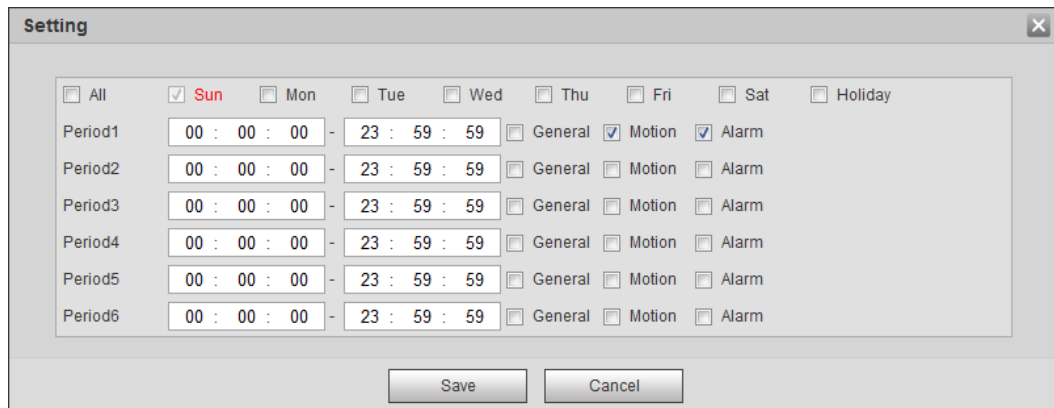 Setting
All Sun Mon Tue Wed Thu Fri Sat Holiday
Period1 00 : 00 : 00 - 23 : 59 : 59 General Motion Alarm
Period2 00 : 00 : 00 - 23 : 59 : 59 General Motion Alarm
Period3 00 : 00 : 00 - 23 : 59 : 59 General Motion Alarm
Period4 00 : 00 : 00 - 23 : 59 : 59 General Motion Alarm
Period5 00 : 00 : 00 - 23 : 59 : 59 General Motion Alarm
Period6 00 : 00 : 00 - 23 : 59 : 59 General Motion Alarm
Save Cancel